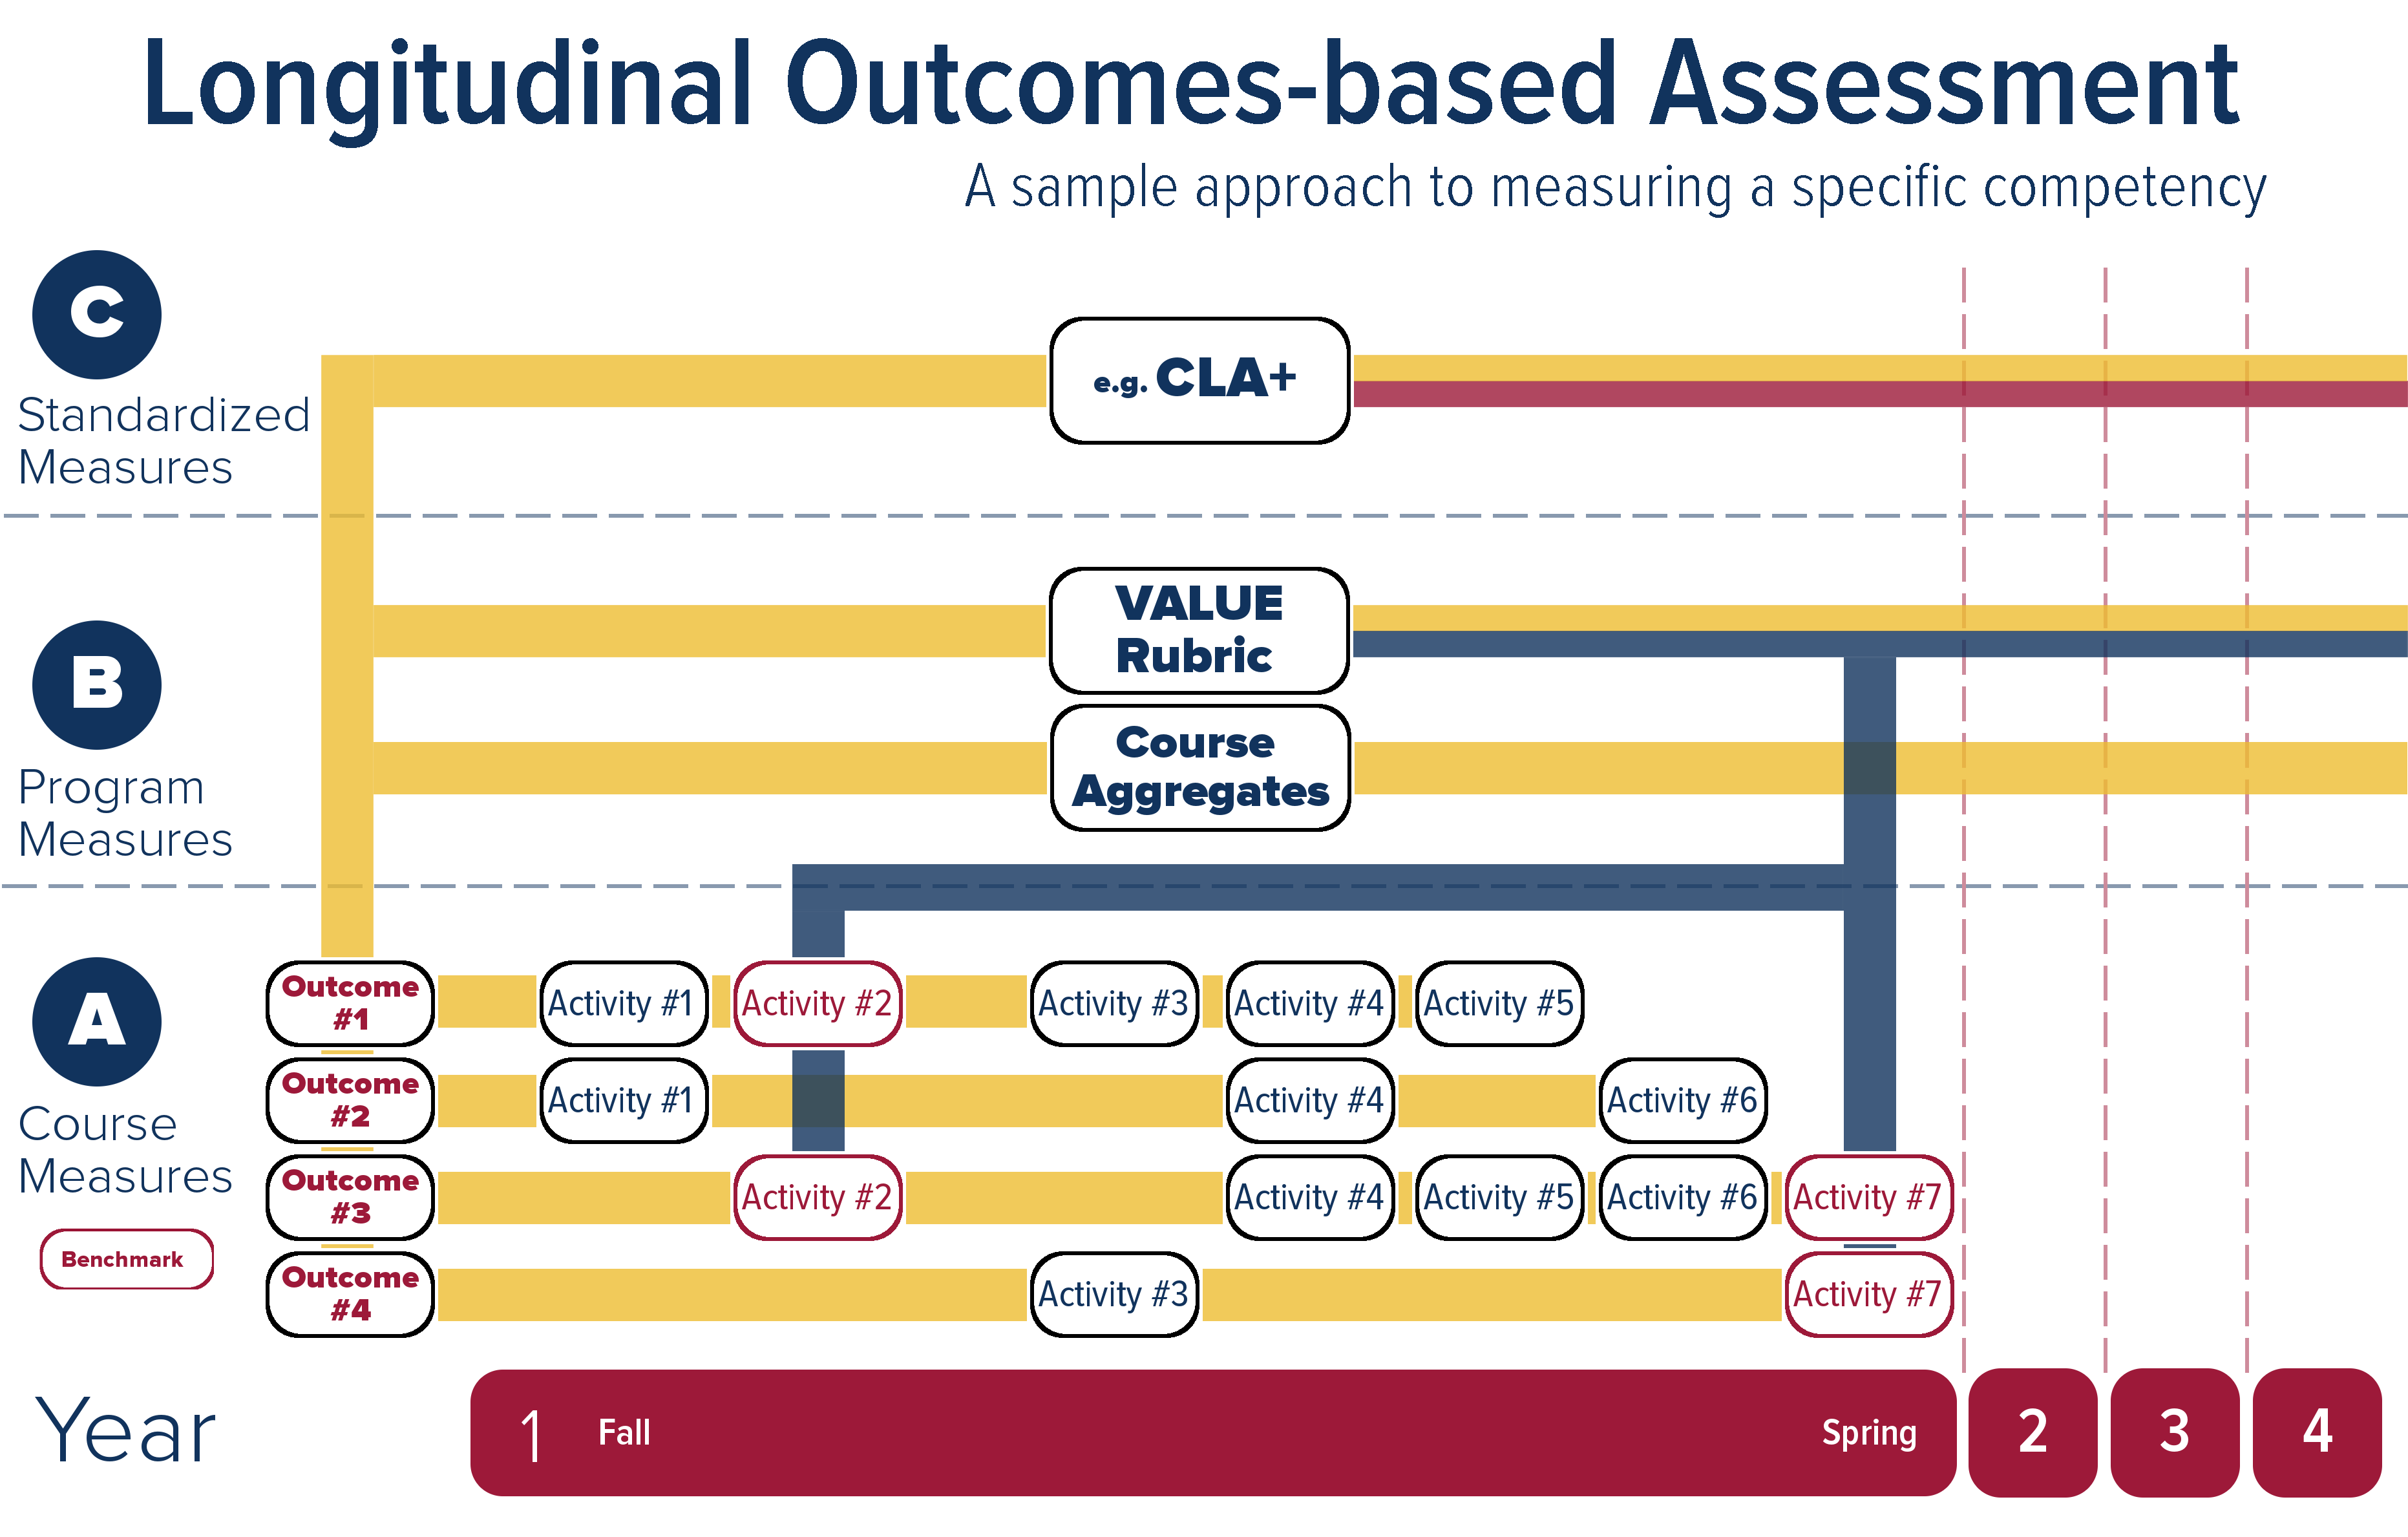 Longitudinal Outcomes-based Assessment
A sample approach to measuring a specific competency
C
Standardized
Measures
e.g. CLA+
B
Program
Measures
VALUE
Rubric
Course
Aggregates
A
Course
Measures
Benchmark
Outcome
#1
Activity #1
Activity #2
Activity #3
Activity #4
Activity #5
Outcome
#2
Activity #1
Activity #4
Activity #6
Outcome
#3
Activity #2
Activity #4
Activity #5
Activity #6
Activity #7
Outcome
#4
Activity #3
Activity #7
Year
1 Fall Spring
2
3
4